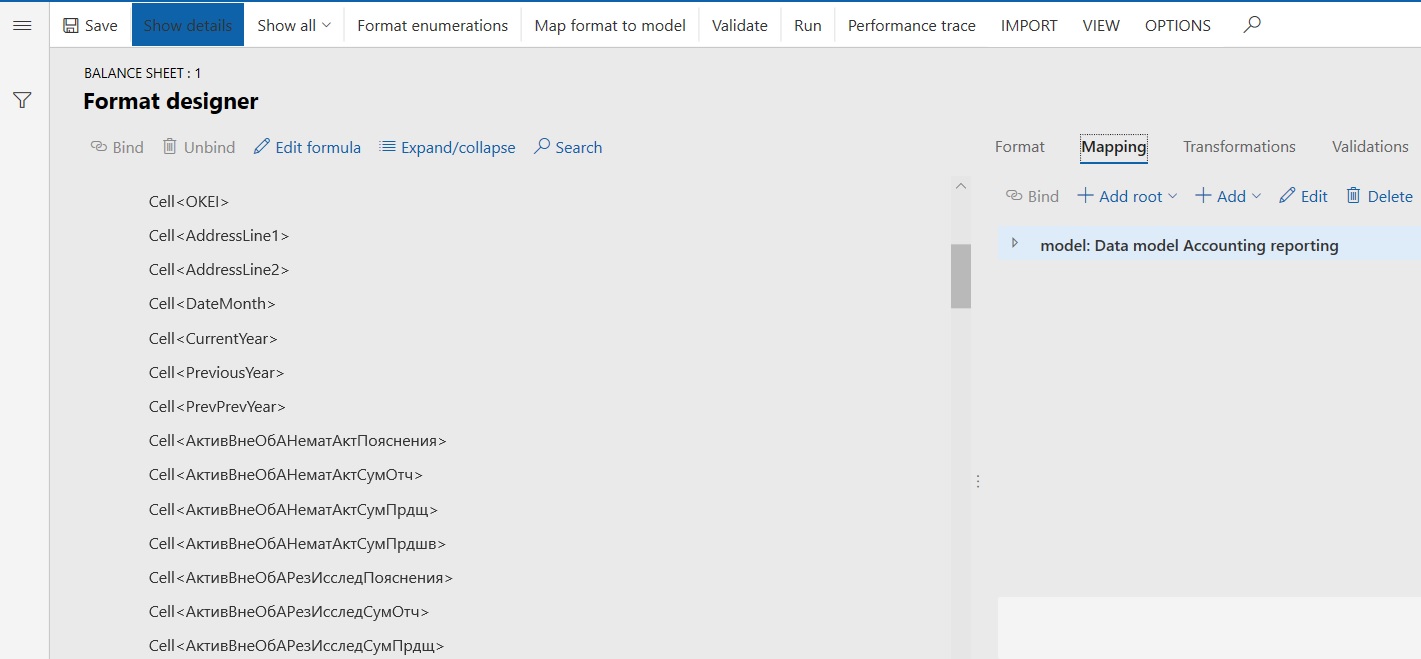 Save Show details Show all Format enumerations Map format to model Validate Run Performance trace IMPORT VIEW OPTIONS
BALANCE SHEET : 1
Format designer
Bind Unbind Edit formula Expand/collapse Search
Cell<OKEI>
Cell<AddressLine1>
Cell<AddressLine2>
Cell<DateMonth>
Cell<CurrentYear>
Cell<PreviousYear>
Cell<PrevPrevYear>
Cell<АктивВнеОбАНематАктПояснения>
Cell<АктивВнеОбАНематАктСумОтч>
Cell<АктивВнеОбАНематАктСумПрдщ>
Cell<АктивВнеОбАНематАктСумПрдшв>
Cell<АктивВнеОбАРезИсследПояснения>
Cell<АктивВнеОбАРезИсследСумОтч>
Cell<АктивВнеОбАРезИсследСумПрдщ>
Format Mapping Transformations Validations
Bind Add root Add Edit Delete
model: Data model Accounting reporting